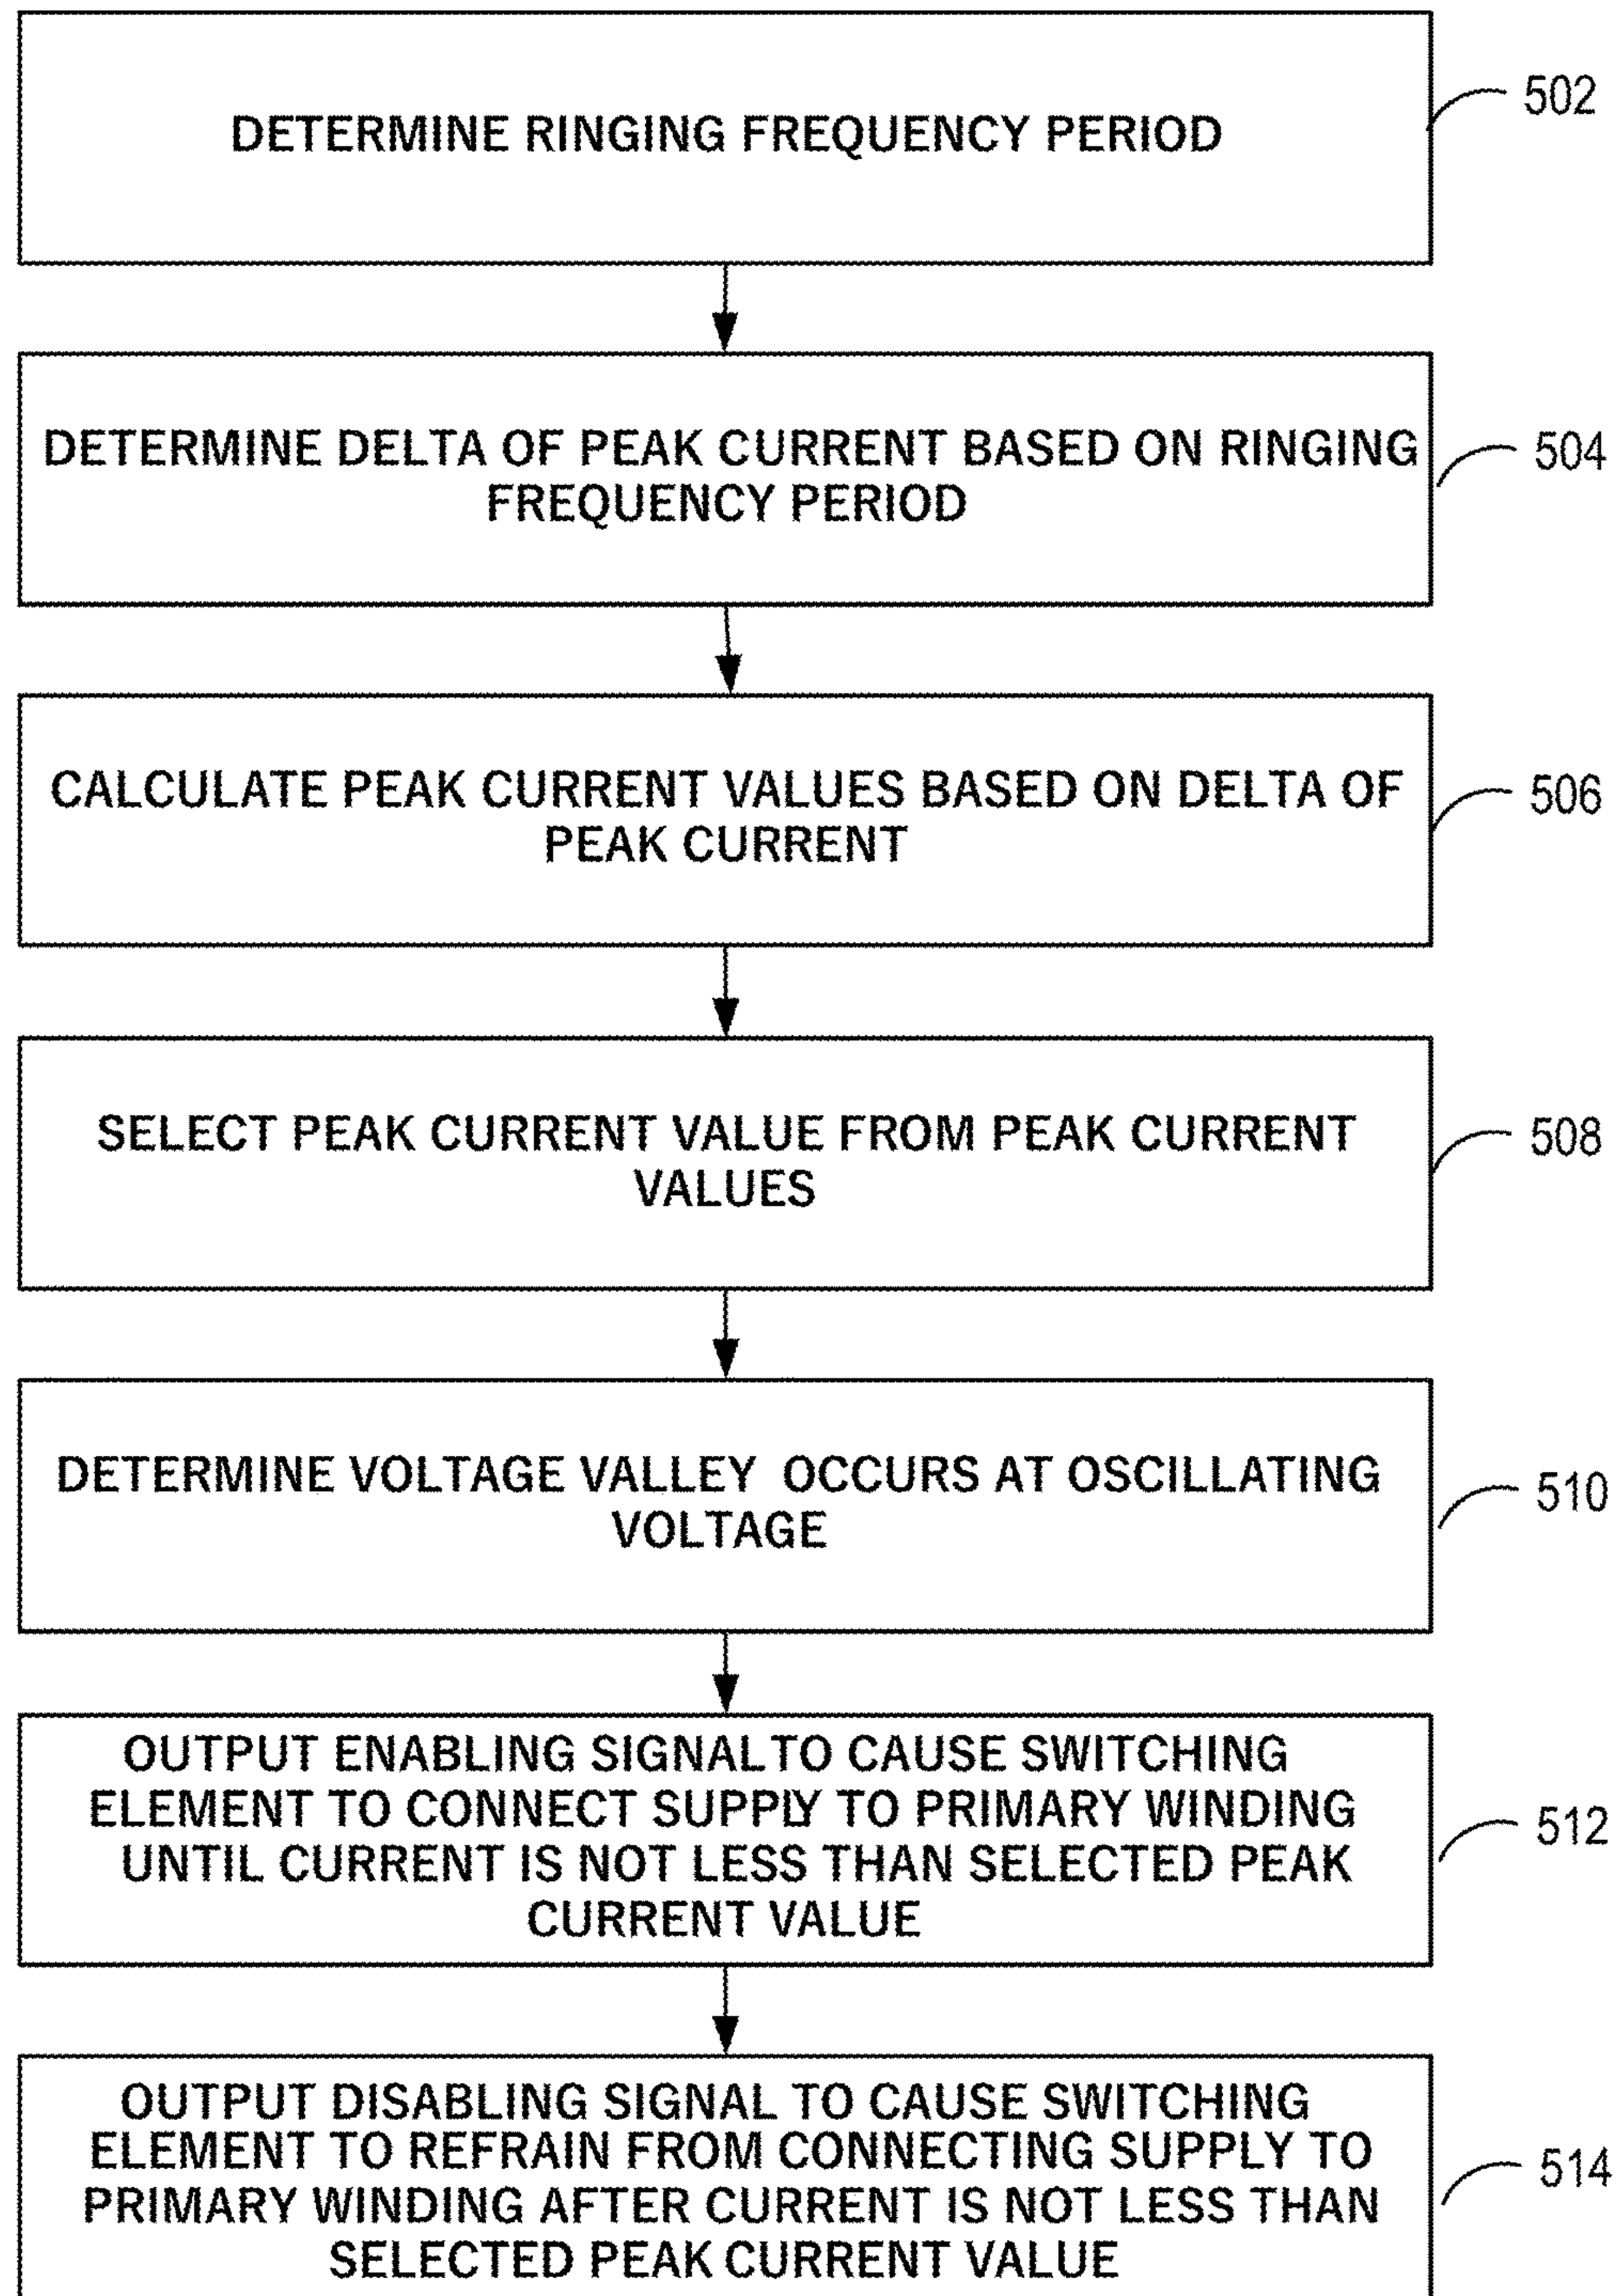 DETERMINE RINGING FREQUENCY PERIOD
502
DETERMINE DELTA OF PEAK CURRENT BASED ON RINGING
FREQUENCY PERIOD
504
CALCULATE PEAK CURRENT VALUES BASED ON DELTA OF
PEAK CURRENT
506
SELECT PEAK CURRENT VALUE FROM PEAK CURRENT
VALUES
508
DETERMINE VOLTAGE VALLEY OCCURS AT OSCILLATING
VOLTAGE
510
OUTPUT ENABLING SIGNAL TO CAUSE SWITCHING
ELEMENT TO CONNECT SUPPLY TO PRIMARY WINDING
UNTIL CURRENT IS NOT LESS THAN SELECTED PEAK
CURRENT VALUE
512
OUTPUT DISABLING SIGNAL TO CAUSE SWITCHING
ELEMENT TO REFRAIN FROM CONNECTING SUPPLY TO
PRIMARY WINDING AFTER CURRENT IS NOT LESS THAN
SELECTED PEAK CURRENT VALUE
514